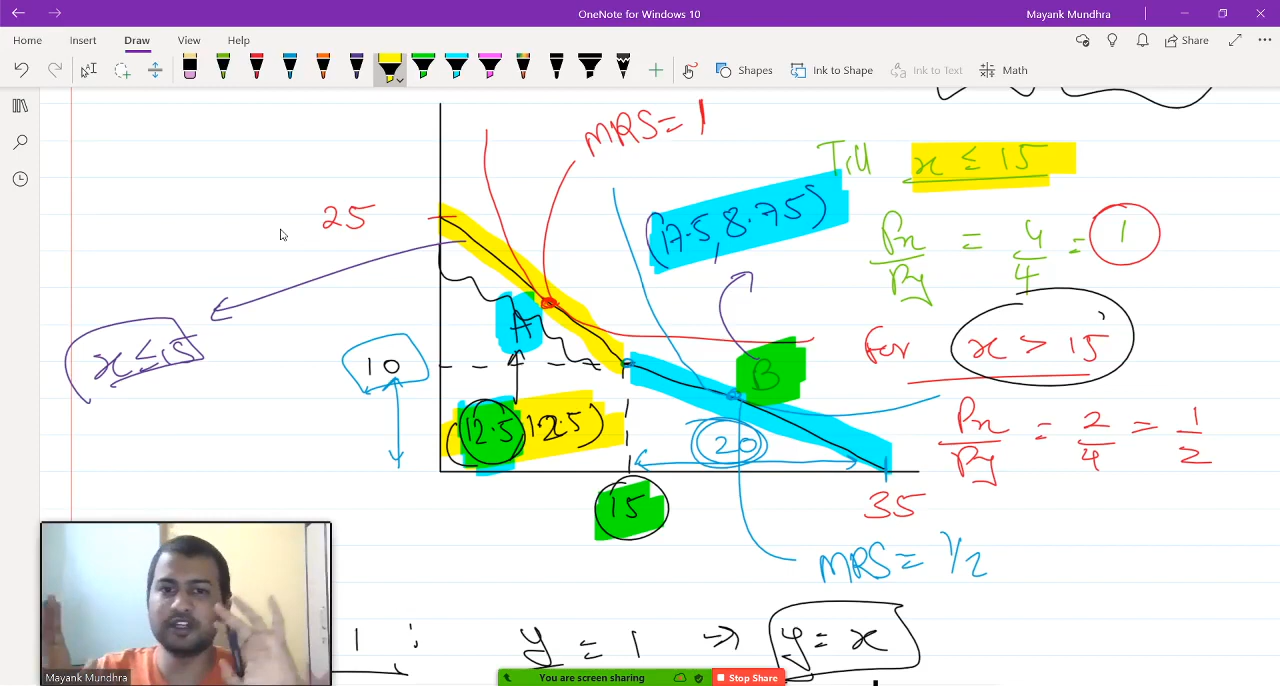 OneNote for Windows 10
Mayank Mundhra
Home Insert Draw View Help
Share
Shapes Ink to Shape Ink to Text Math
MRS = 1
Till x ≤ 15
25
(17.5, 8.75)
Px/Py = 4/4 = 1
x ≤ 15
A
for x > 15
10
B
(12.5, 12.5)
20
Px/Py = 2/4 = 1/2
15
35
MRS = 1/2
1 : y = 1 → y = x
Mayank Mundhra
You are screen sharing
Stop Share